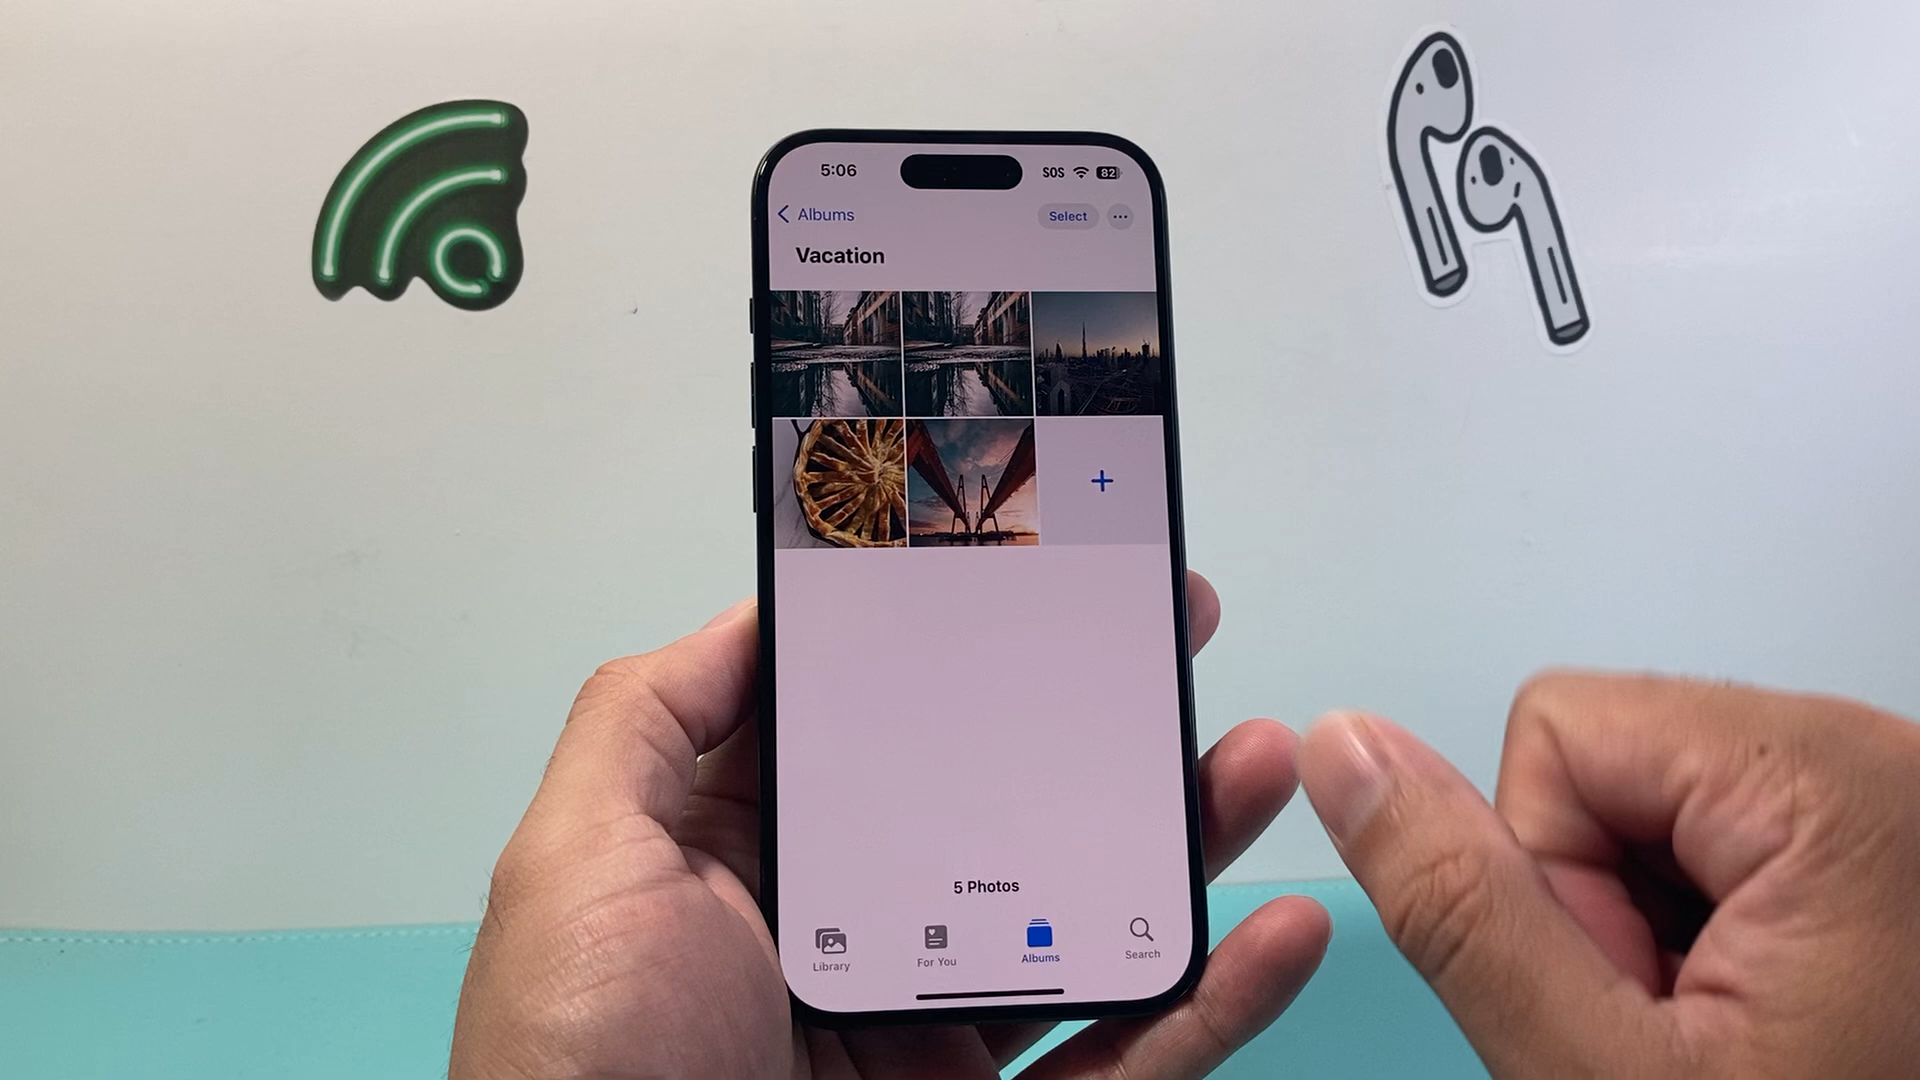 5:06
SOS 82
Albums
Select
Vacation
5 Photos
Library
For You
Albums
Search